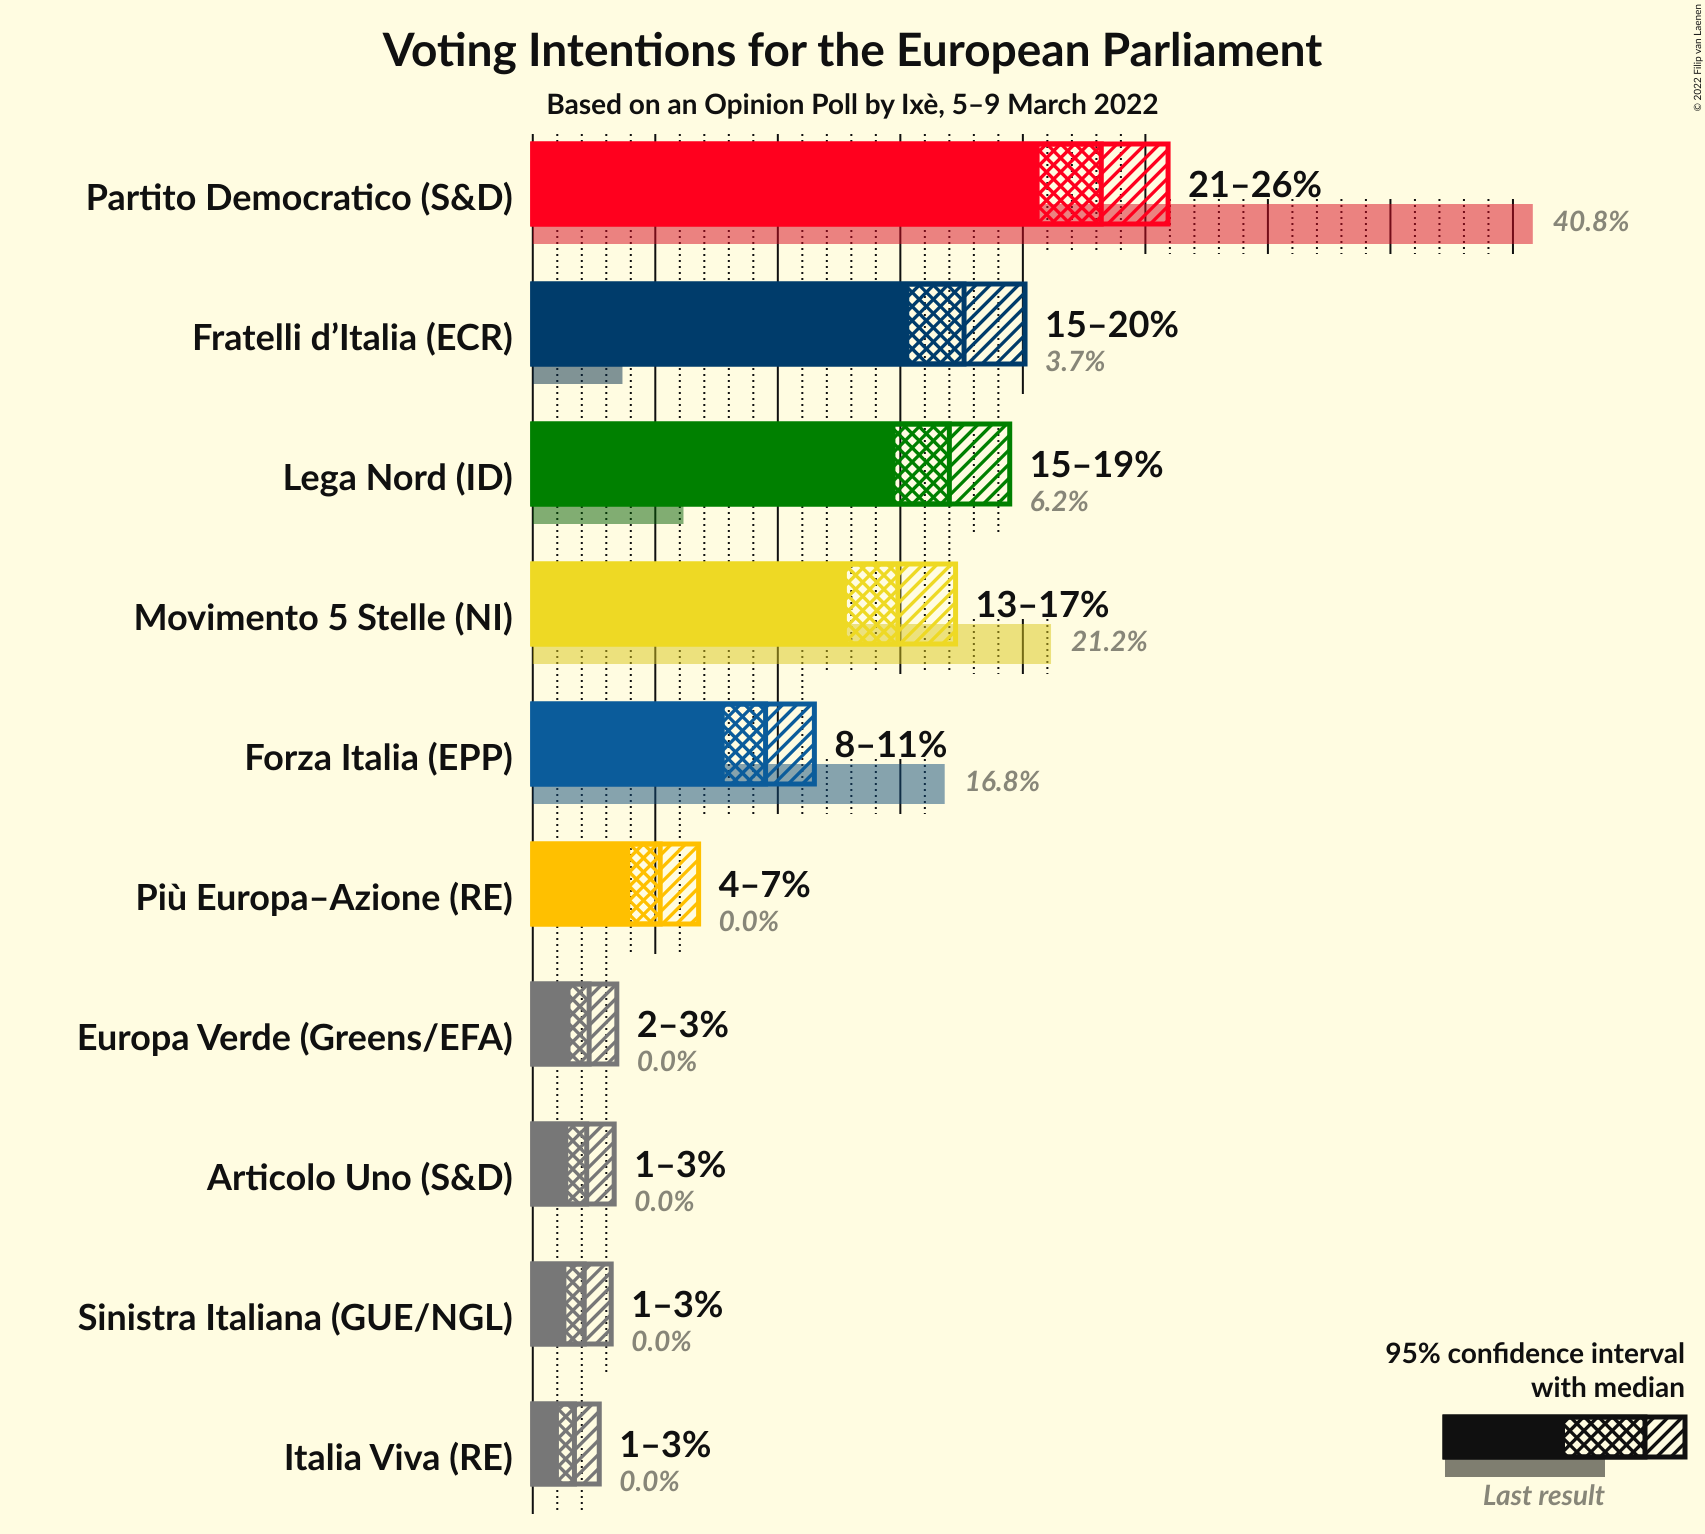 Voting Intentions for the European Parliament
Based on an Opinion Poll by Ixè, 5–9 March 2022
© 2022 Filip van Laenen
Partito Democratico (S&D)
21–26%
40.8%
Fratelli d’Italia (ECR)
15–20%
3.7%
Lega Nord (ID)
15–19%
6.2%
Movimento 5 Stelle (NI)
13–17%
21.2%
Forza Italia (EPP)
8–11%
16.8%
Più Europa–Azione (RE)
4–7%
0.0%
Europa Verde (Greens/EFA)
2–3%
0.0%
Articolo Uno (S&D)
1–3%
0.0%
Sinistra Italiana (GUE/NGL)
1–3%
0.0%
Italia Viva (RE)
1–3%
0.0%
95% confidence interval
with median
Last result